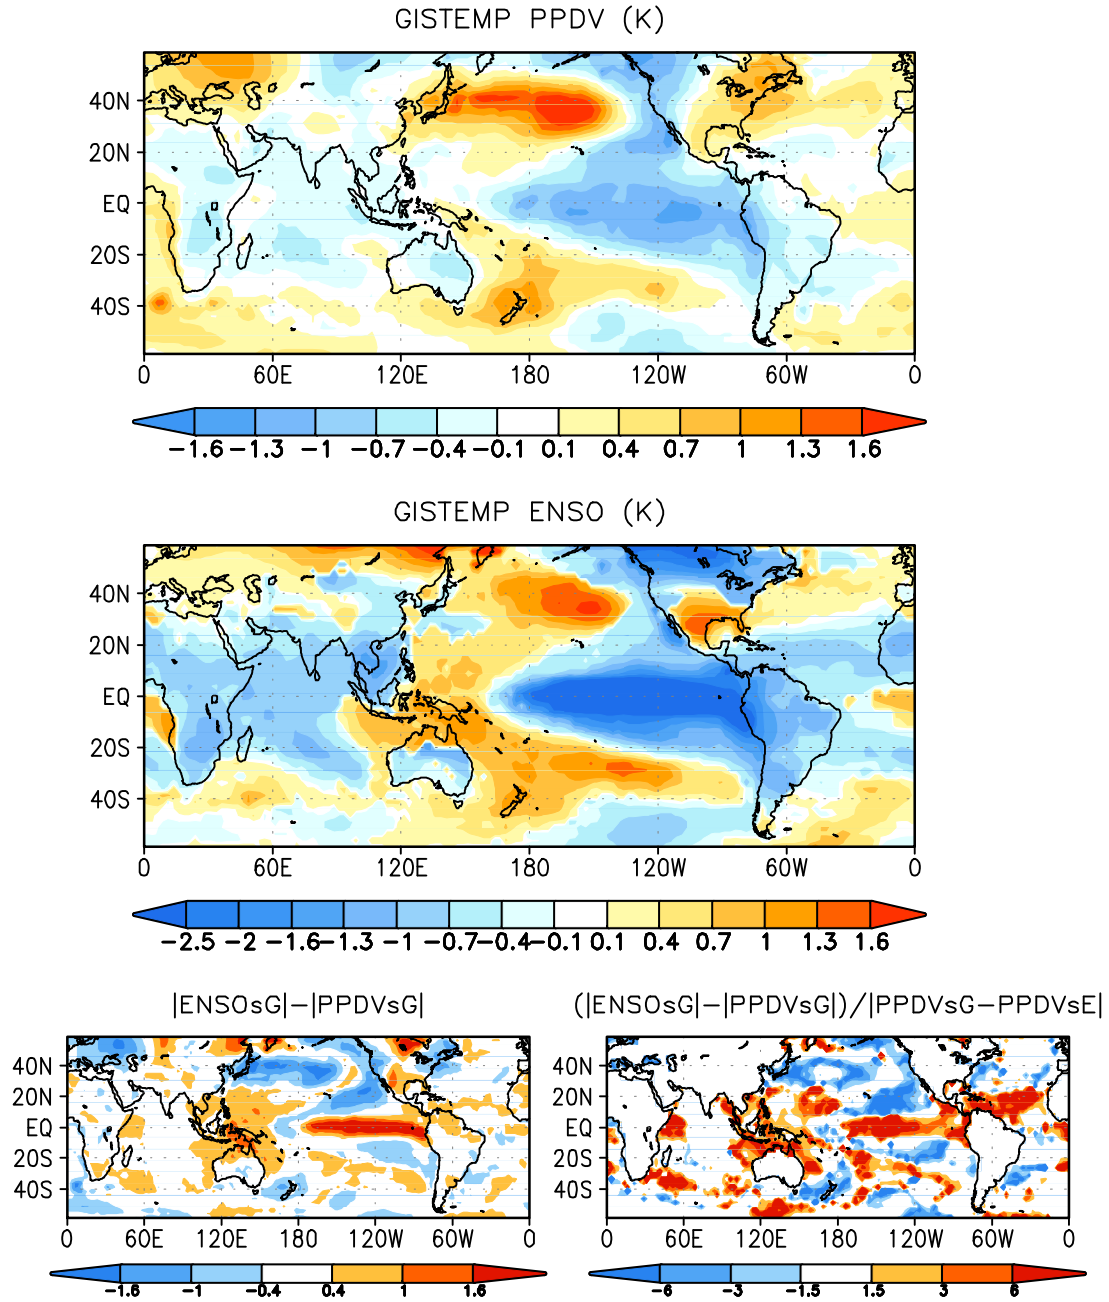 GISTEMP PPDV (K)
40N
20N
EQ
20S
40S
0 60E 120E 180 120W 60W 0
-1.6 -1.3 -1 -0.7 -0.4 -0.1 0.1 0.4 0.7 1 1.3 1.6
GISTEMP ENSO (K)
40N
20N
EQ
20S
40S
0 60E 120E 180 120W 60W 0
-2.5 -2 -1.6 -1.3 -1 -0.7 -0.4 -0.1 0.1 0.4 0.7 1 1.3 1.6
|ENSOsG|-|PPDVsG|
40N
20N
EQ
20S
40S
0 60E 120E 180 120W 60W 0
-1.6 -1 -0.4 0.4 1 1.6
(|ENSOsG|-|PPDVsG|)/|PPDVsG-PPDVsE|
40N
20N
EQ
20S
40S
0 60E 120E 180 120W 60W 0
-6 -3 -1.5 1.5 3 6